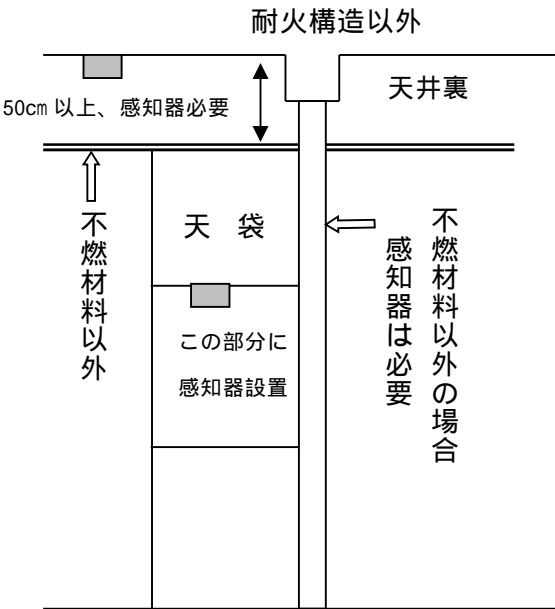 耐火構造以外
天井裏
50cm 以上、感知器必要
天 袋
不燃材料以外
この部分に
感知器設置
不燃材料以外の場合
感知器は必要